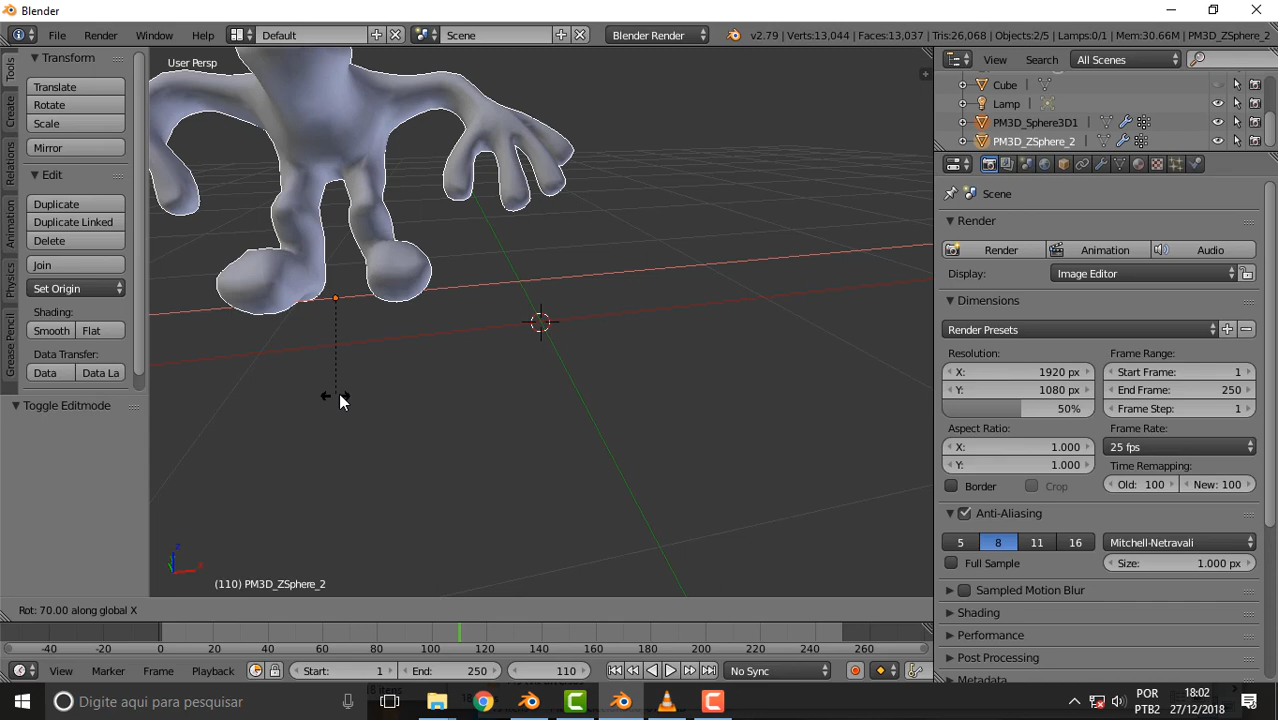 Blender
File Render Window Help Default Scene Blender Render v2.79 | Verts:13,044 | Faces:13,037 | Tris:26,068 | Objects:2/5 | Lamps:0/1 | Mem:30.66M | PM3D_ZSphere_2
Tools
Create
Relations
Animation
Physics
Grease Pencil
Transform
Translate
Rotate
Scale
Mirror
Edit
Duplicate
Duplicate Linked
Delete
Join
Set Origin
Shading:
Smooth Flat
Data Transfer:
Data Data La
Toggle Editmode
User Persp
z
x
(110) PM3D_ZSphere_2
Rot: 70.00 along global X
View Search All Scenes
Cube
Lamp
PM3D_Sphere3D1
PM3D_ZSphere_2
Scene
Render
Render Animation Audio
Display: Image Editor
Dimensions
Render Presets
Resolution: Frame Range:
X: 1920 px Start Frame: 1
Y: 1080 px End Frame: 250
50% Frame Step: 1
Aspect Ratio: Frame Rate:
X: 1.000 25 fps
Y: 1.000 Time Remapping:
Border Crop Old: 100 New: 100
Anti-Aliasing
5 8 11 16 Mitchell-Netravali
Full Sample Size: 1.000 px
Sampled Motion Blur
Shading
Performance
Post Processing
Metadata
-40 -20 0 20 40 60 80 100 120 140 160 180 200 220 240 260
View Marker Frame Playback Start: 1 End: 250 110 No Sync
Digite aqui para pesquisar
POR 18:02
PTB2 27/12/2018